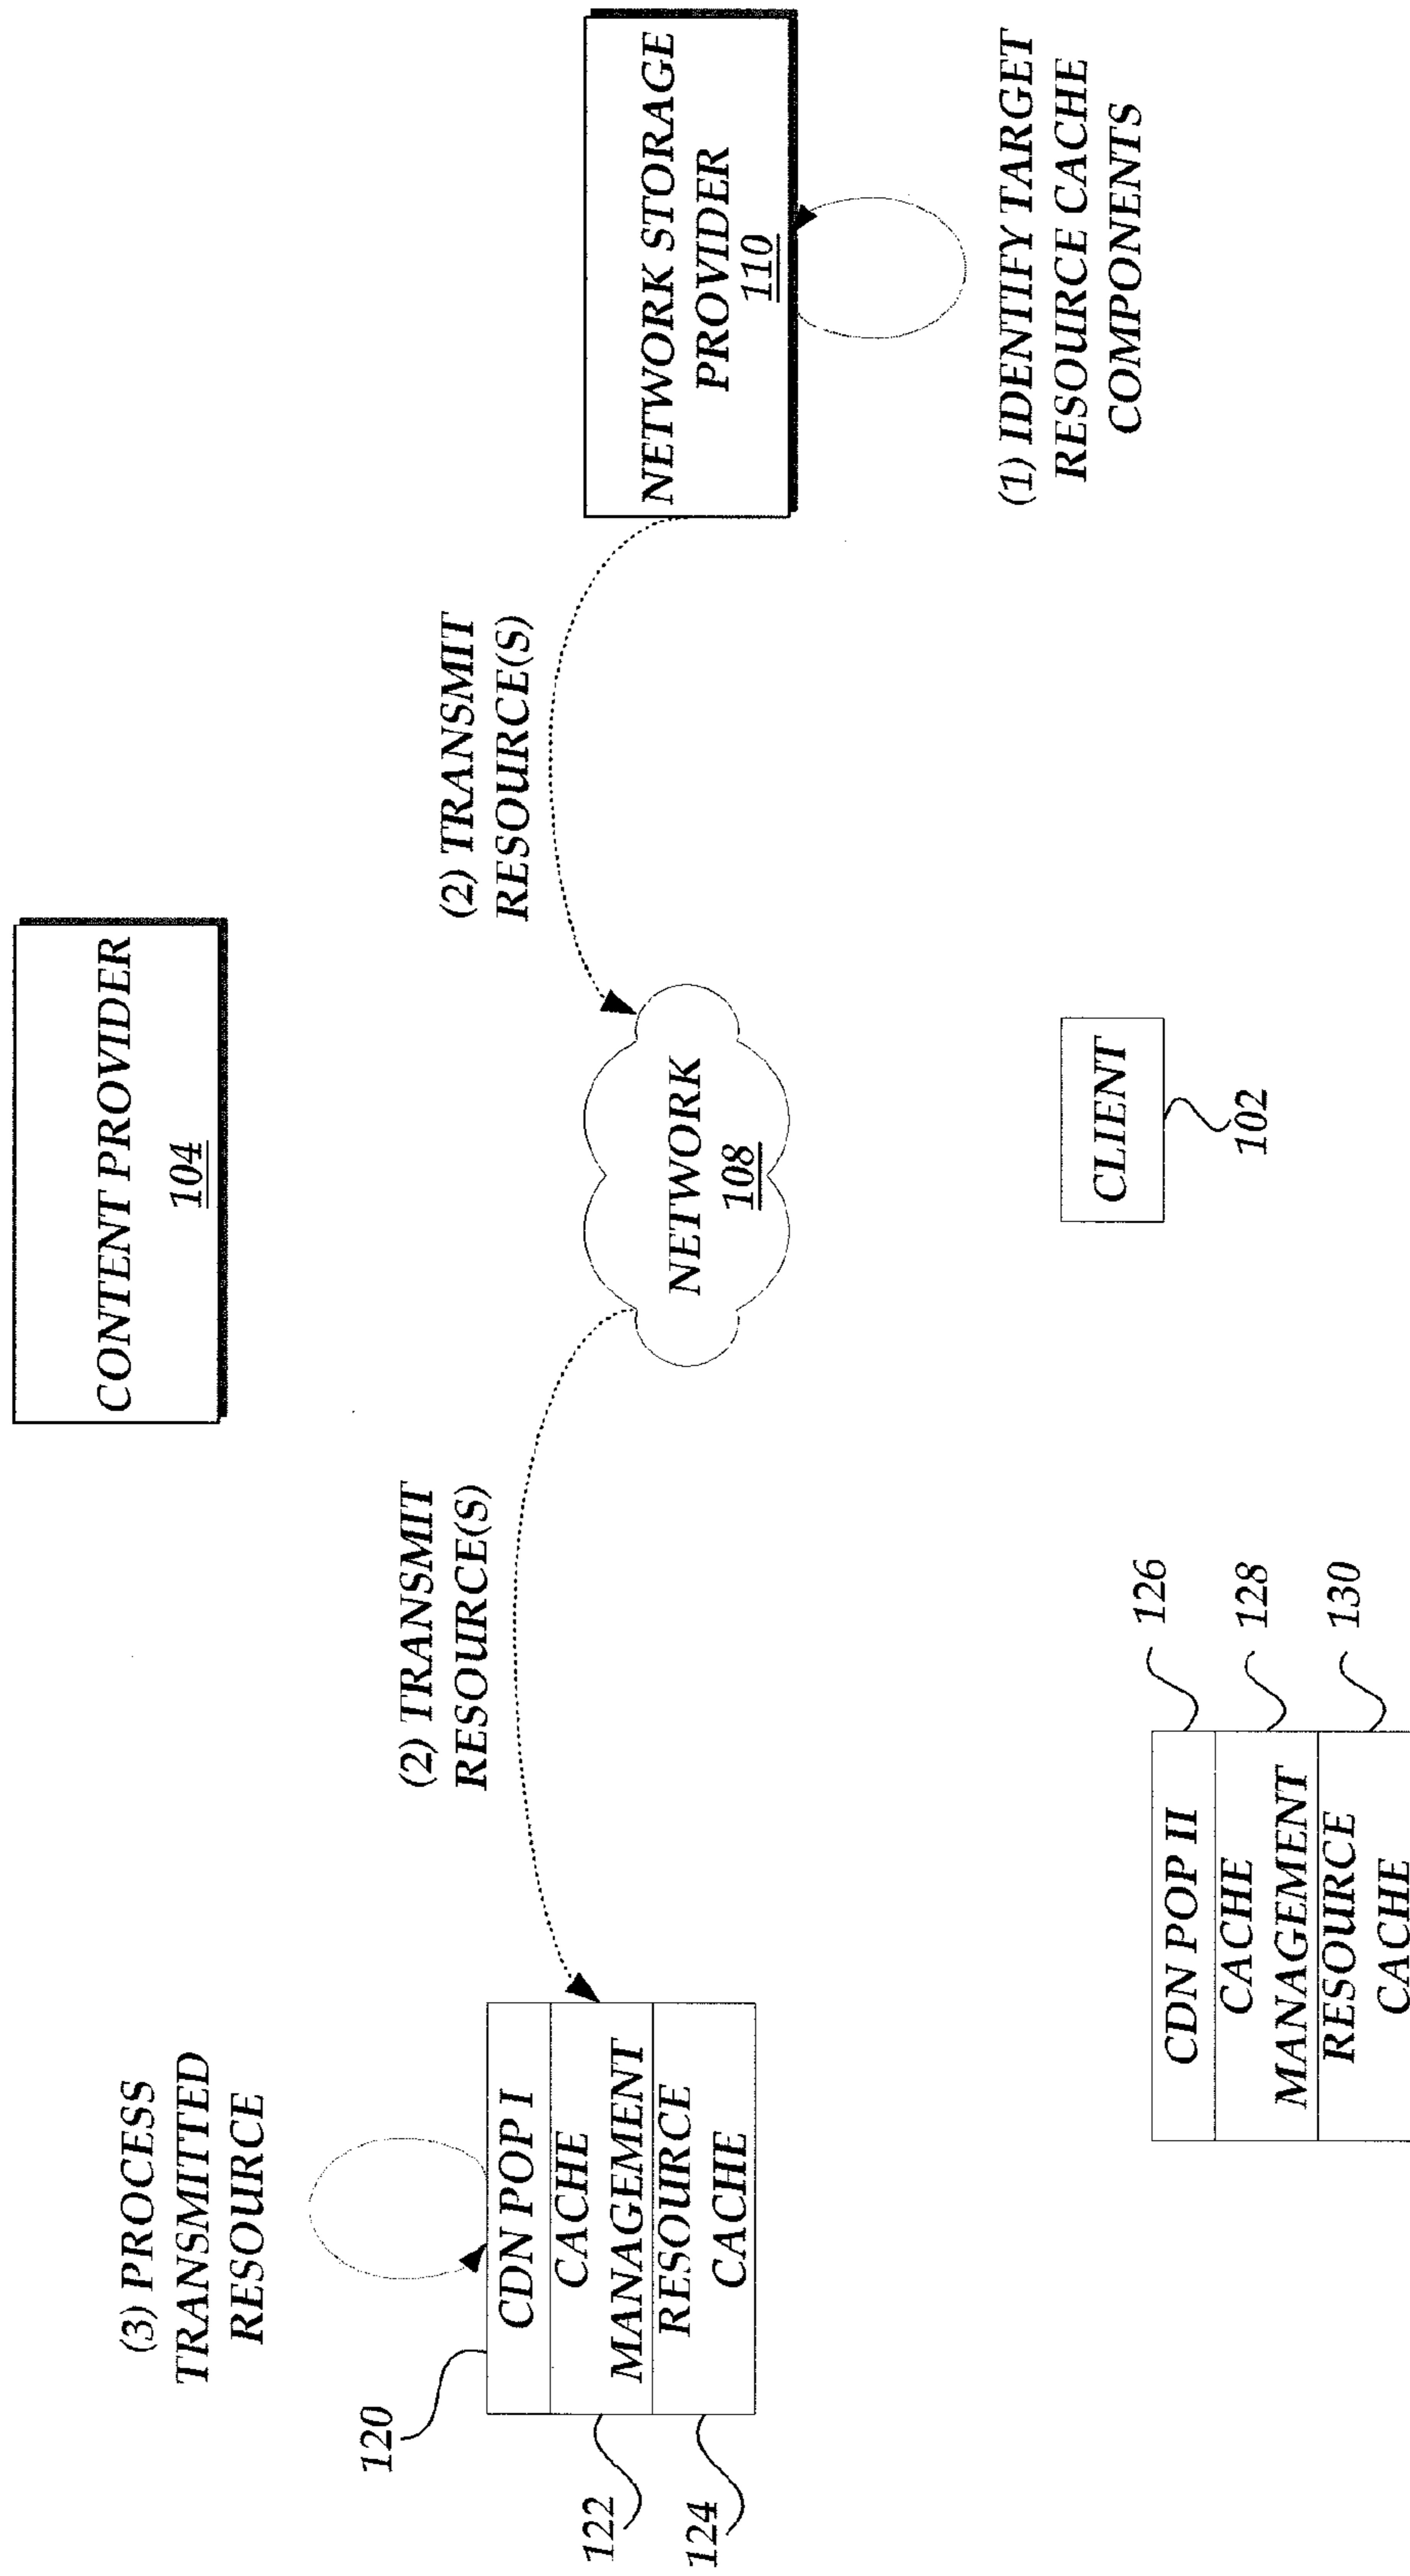 CONTENT PROVIDER
104
(3) PROCESS
TRANSMITTED
RESOURCE
(2) TRANSMIT
RESOURCE(S)
(2) TRANSMIT
RESOURCE(S)
120
CDN POP I
CACHE
MANAGEMENT
RESOURCE
CACHE
122
124
NETWORK
108
NETWORK STORAGE
PROVIDER
110
(1) IDENTIFY TARGET
RESOURCE CACHE
COMPONENTS
CLIENT
102
CDN POP II
CACHE
MANAGEMENT
RESOURCE
CACHE
126
128
130